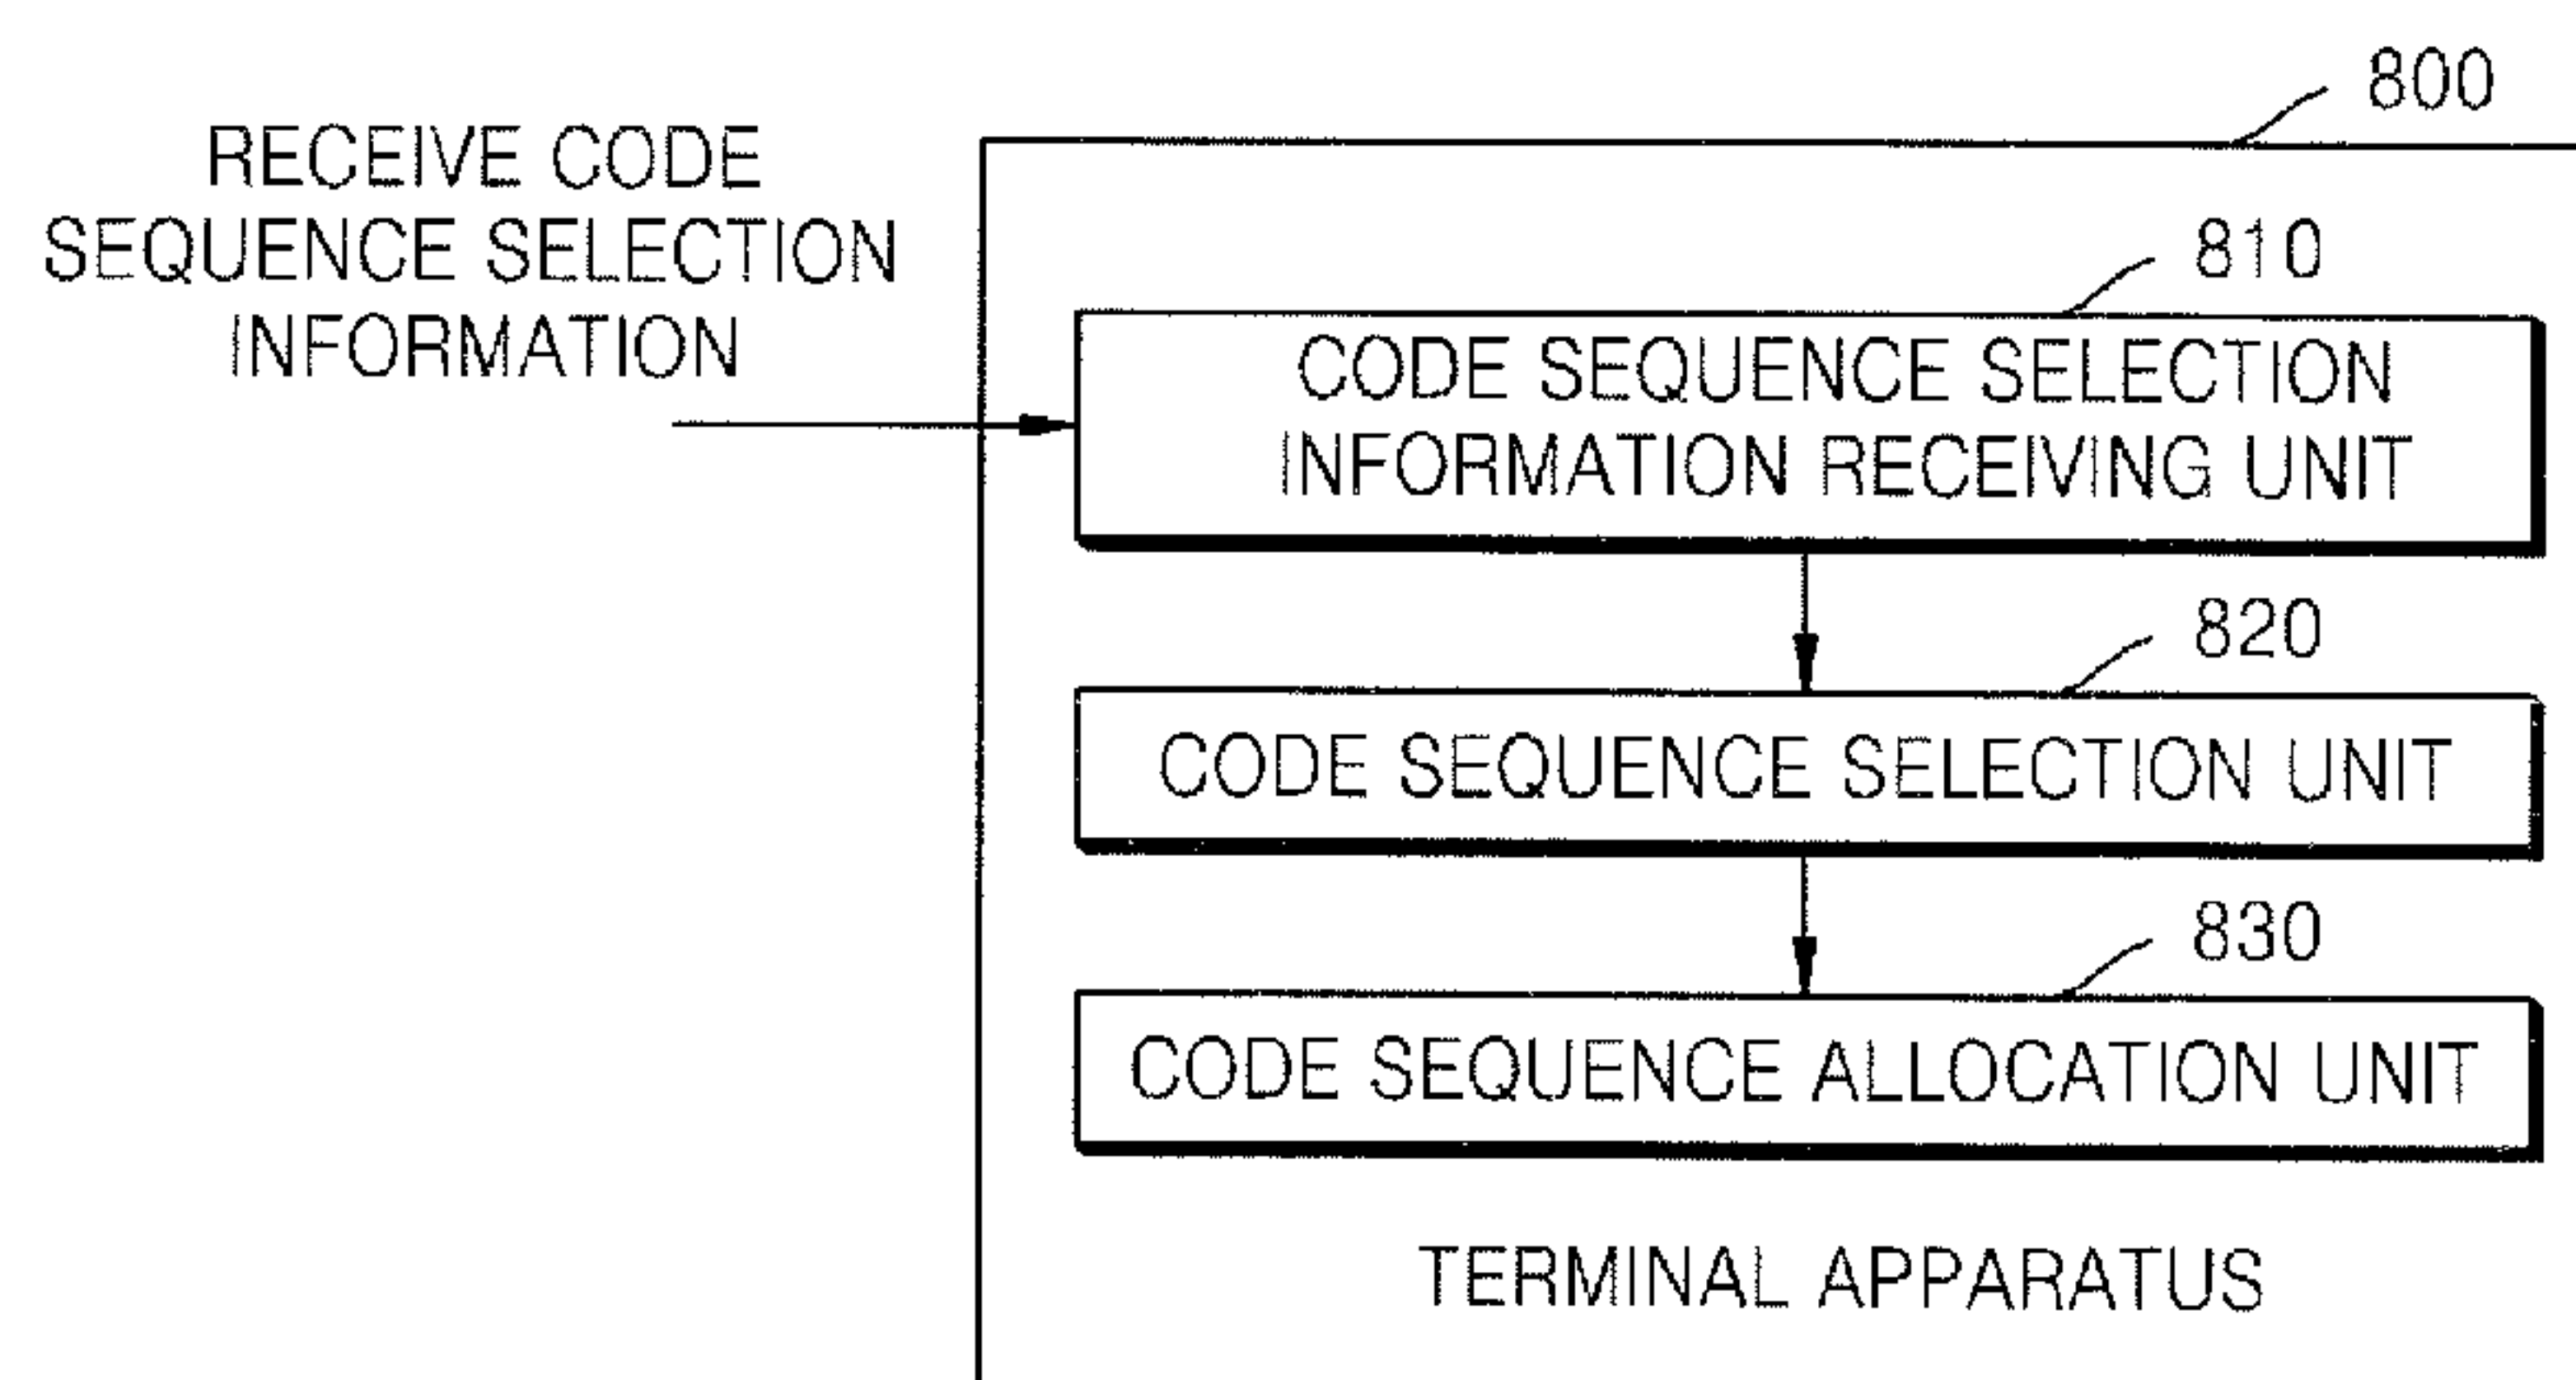 800
RECEIVE CODE
SEQUENCE SELECTION
INFORMATION
810
CODE SEQUENCE SELECTION
INFORMATION RECEIVING UNIT
820
CODE SEQUENCE SELECTION UNIT
830
CODE SEQUENCE ALLOCATION UNIT
TERMINAL APPARATUS